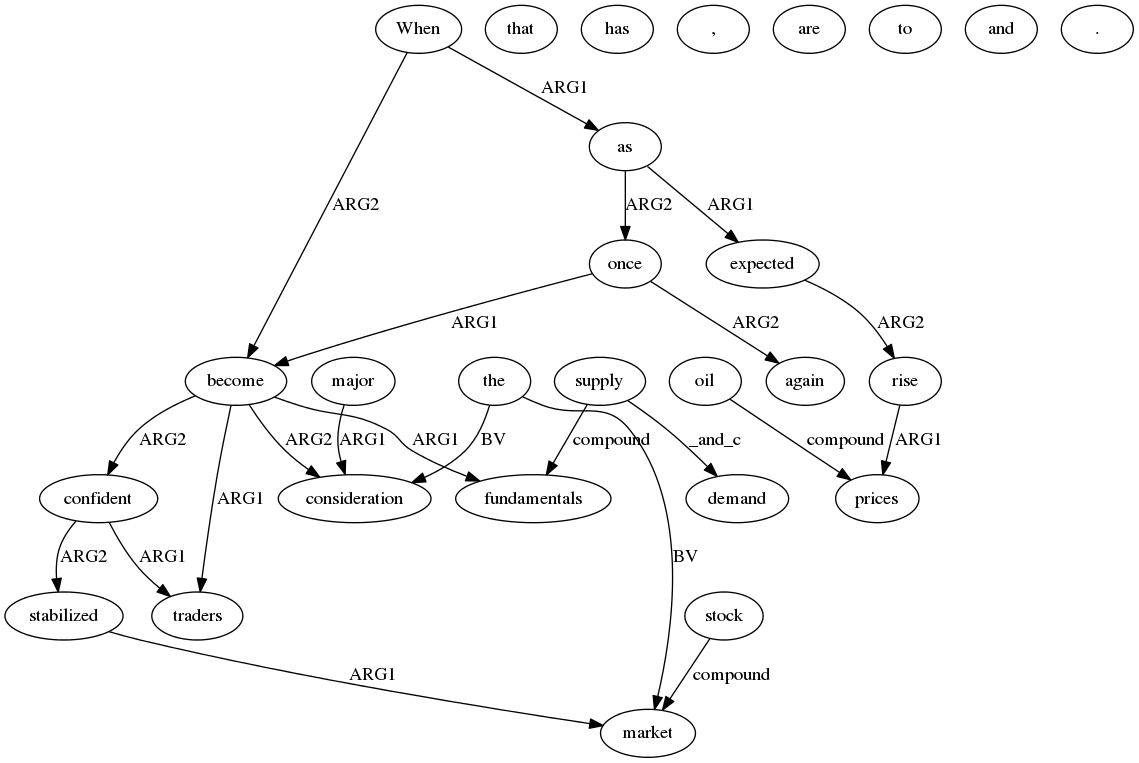 When that has , are to and .
ARG1
as
ARG2 ARG2 ARG1
once expected
ARG1 ARG2 ARG2
become major the supply oil again rise
ARG2 ARG1 ARG2 ARG1 ARG1 BV compound _and_c compound ARG1
confident consideration fundamentals demand prices
ARG2 ARG1 BV
stabilized traders stock
ARG1 compound
market